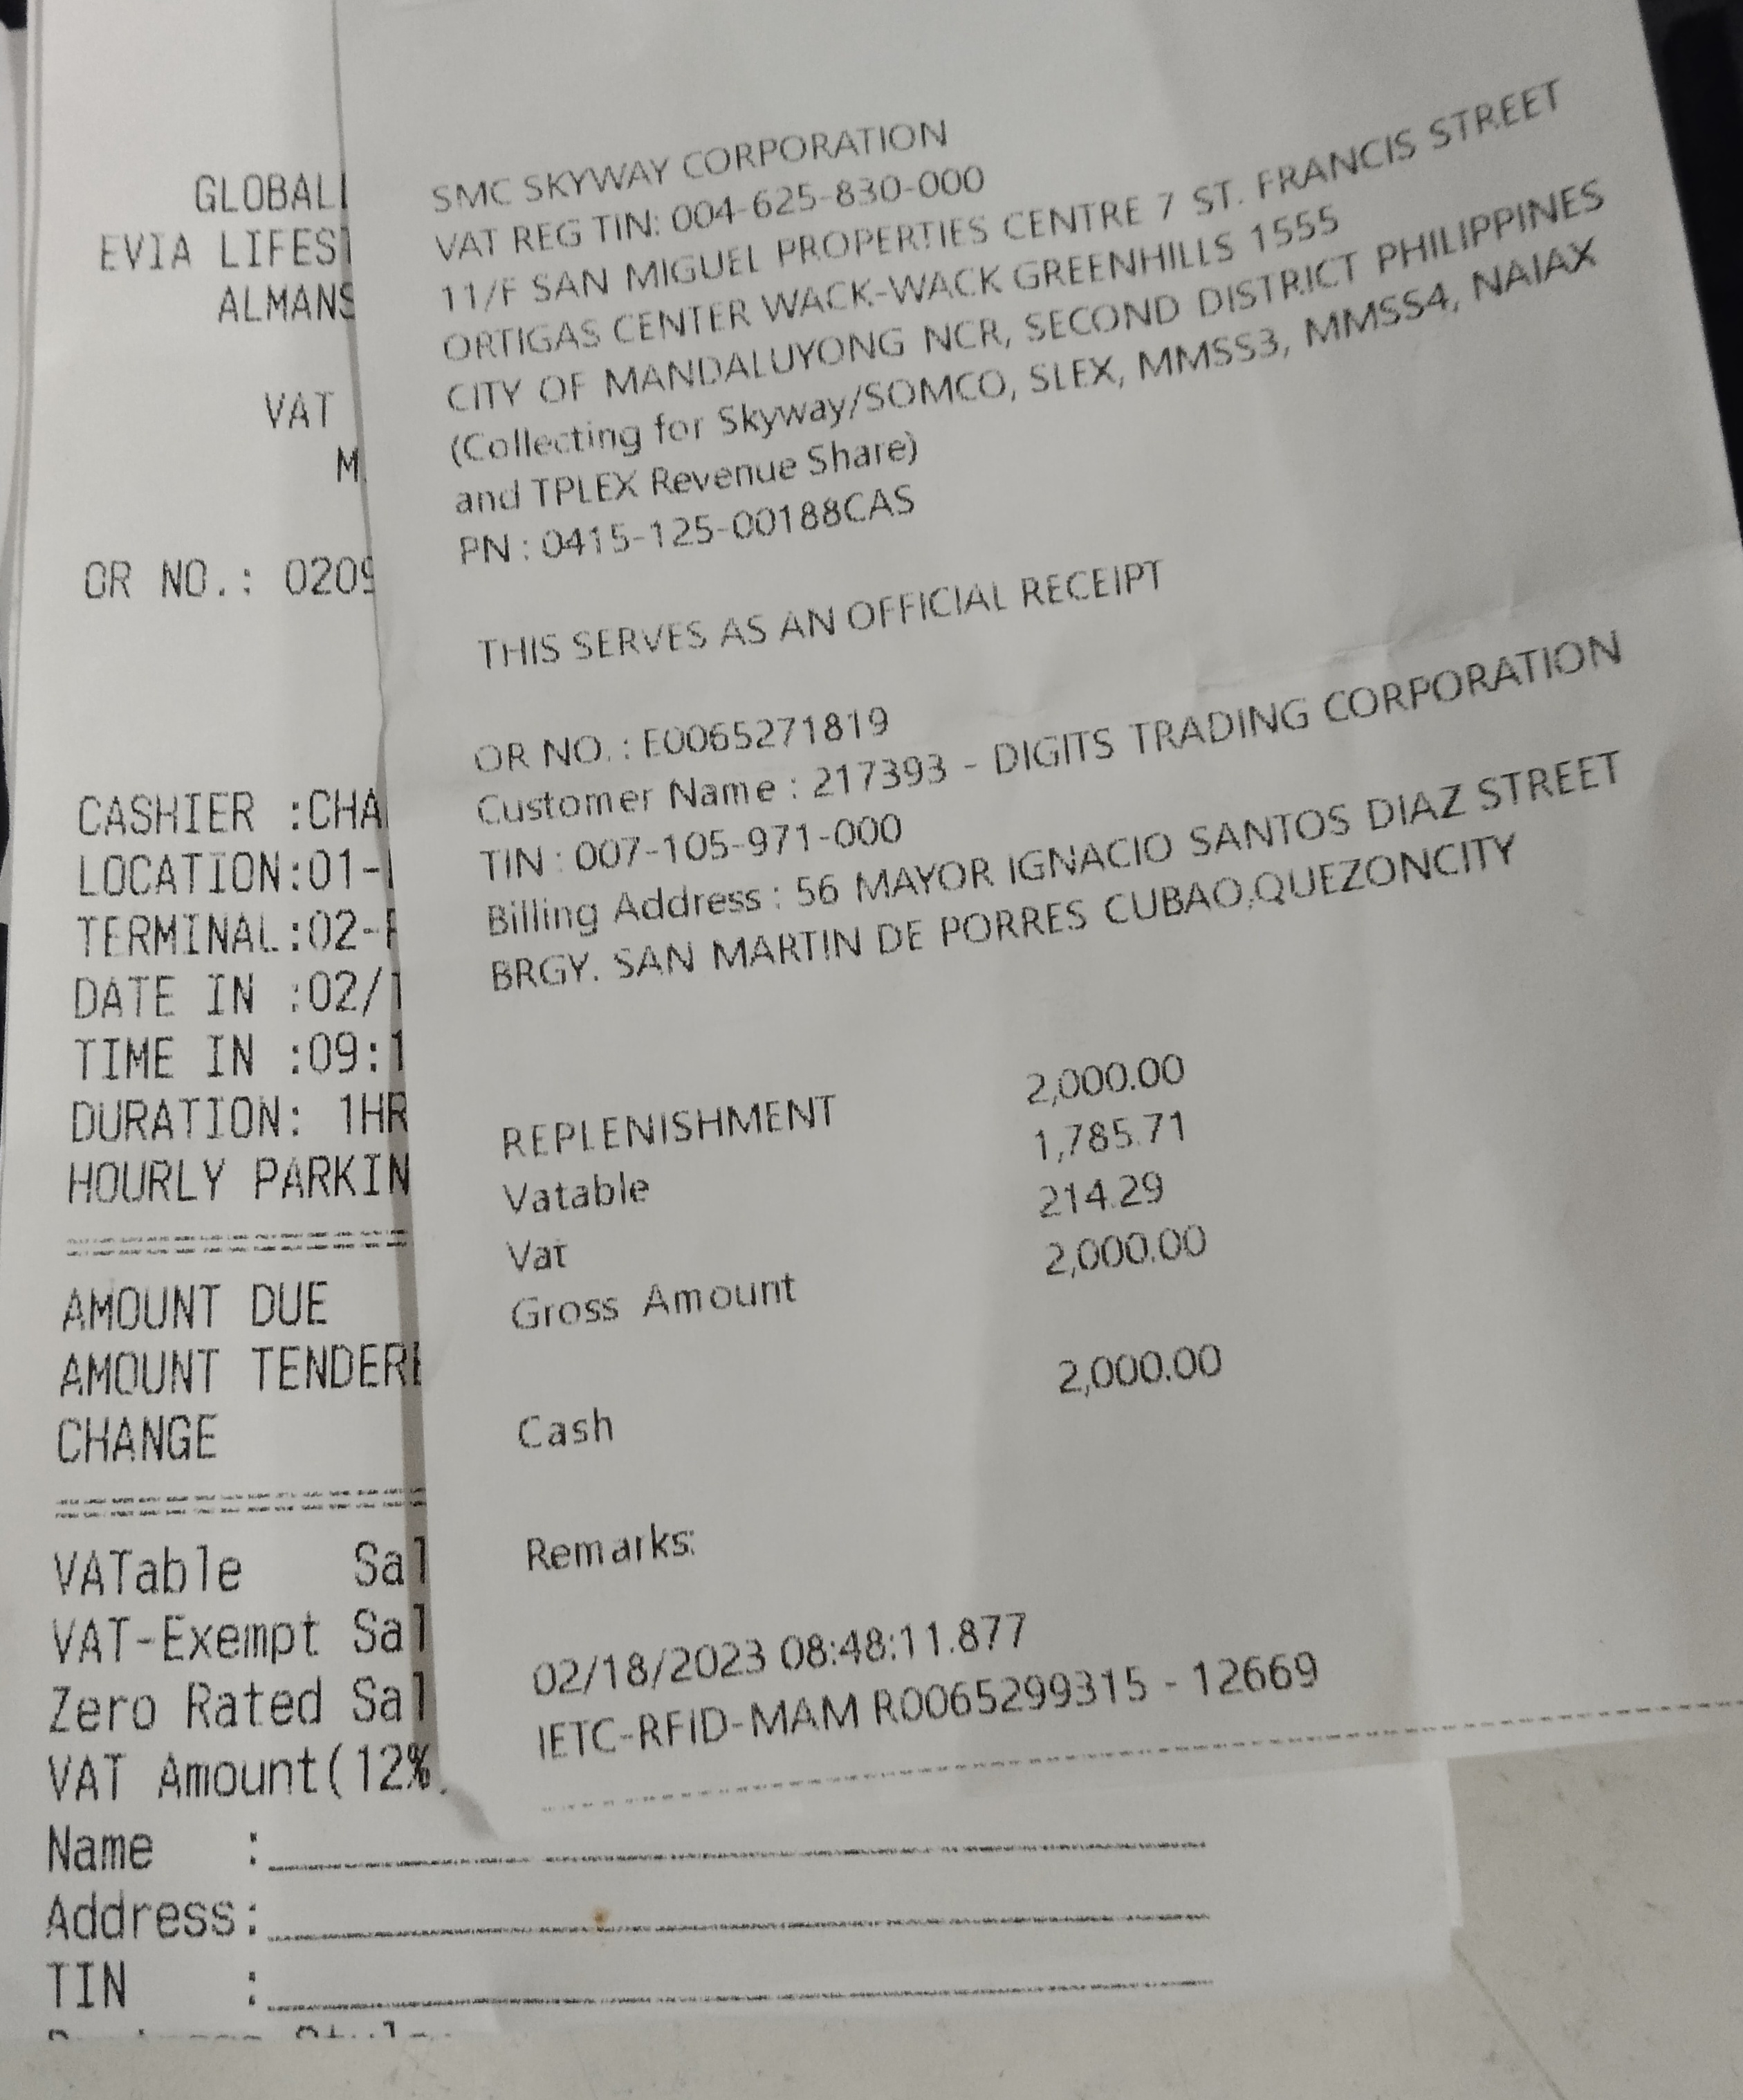 SMC SKYWAY CORPORATION
VAT REG TIN: 004-625-830-000
11/F SAN MIGUEL PROPERTIES CENTRE 7 ST. FRANCIS STREET
ORTIGAS CENTER WACK-WACK GREENHILLS 1555
CITY OF MANDALUYONG NCR, SECOND DISTRICT PHILIPPINES
(Collecting for Skyway/SOMCO, SLEX, MMSS3, MMSS4, NAIAX
and TPLEX Revenue Share)
PN : 0415-125-00188CAS
THIS SERVES AS AN OFFICIAL RECEIPT
OR NO. : E0065271819
Customer Name : 217393 - DIGITS TRADING CORPORATION
TIN : 007-105-971-000
Billing Address : 56 MAYOR IGNACIO SANTOS DIAZ STREET
BRGY. SAN MARTIN DE PORRES CUBAO,QUEZONCITY
REPLENISHMENT 2,000.00
Vatable 1,785.71
Vat 214.29
Gross Amount 2,000.00
Cash 2,000.00
Remarks:
02/18/2023 08:48:11.877
IETC-RFID-MAM R0065299315 - 12669
GLOBAL
EVIA LIFES
ALMANS
VAT
M
OR NO.: 0209
CASHIER :CHA
LOCATION:01-
TERMINAL:02-
DATE IN :02/1
TIME IN :09:1
DURATION: 1HR
HOURLY PARKIN
AMOUNT DUE
AMOUNT TENDER
CHANGE
VATable Sal
VAT-Exempt Sal
Zero Rated Sal
VAT Amount(12%
Name :
Address:
TIN :